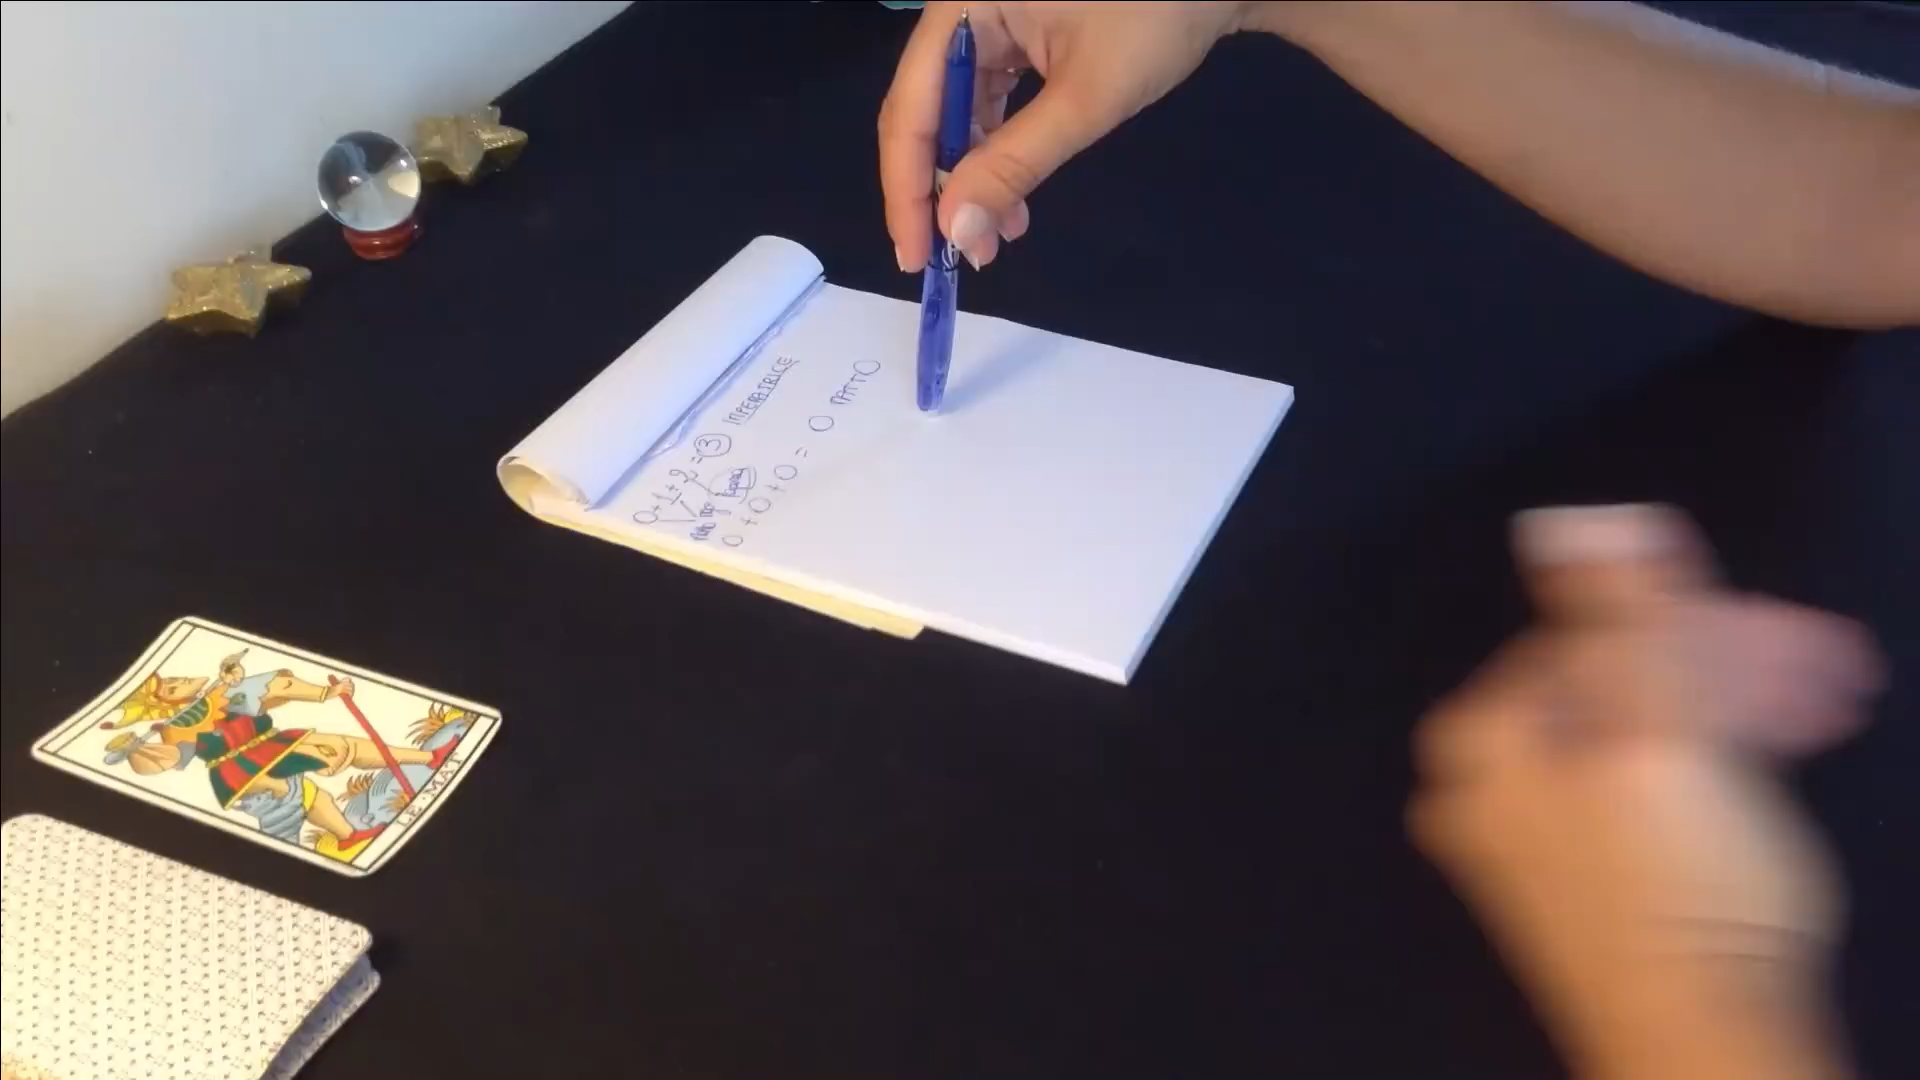 0+1+2=3 IMPERATRICE
0+0+0=0 MATTO
LE·MAT